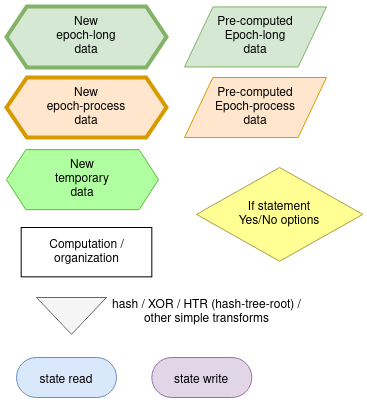 New
epoch-long
data
Pre-computed
Epoch-long
data
New
epoch-process
data
Pre-computed
Epoch-process
data
New
temporary
data
If statement
Yes/No options
Computation /
organization
hash / XOR / HTR (hash-tree-root) /
other simple transforms
state read
state write